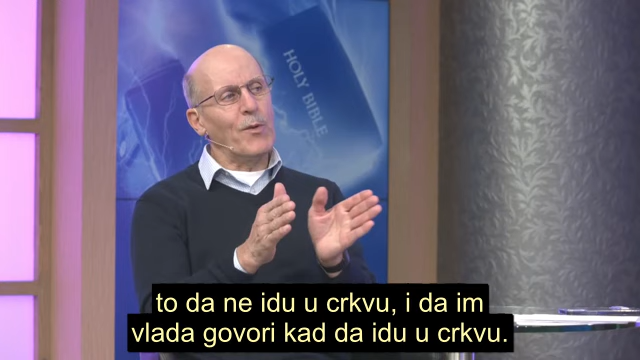 HOLY BIBLE
to da ne idu u crkvu, i da im
vlada govori kad da idu u crkvu.